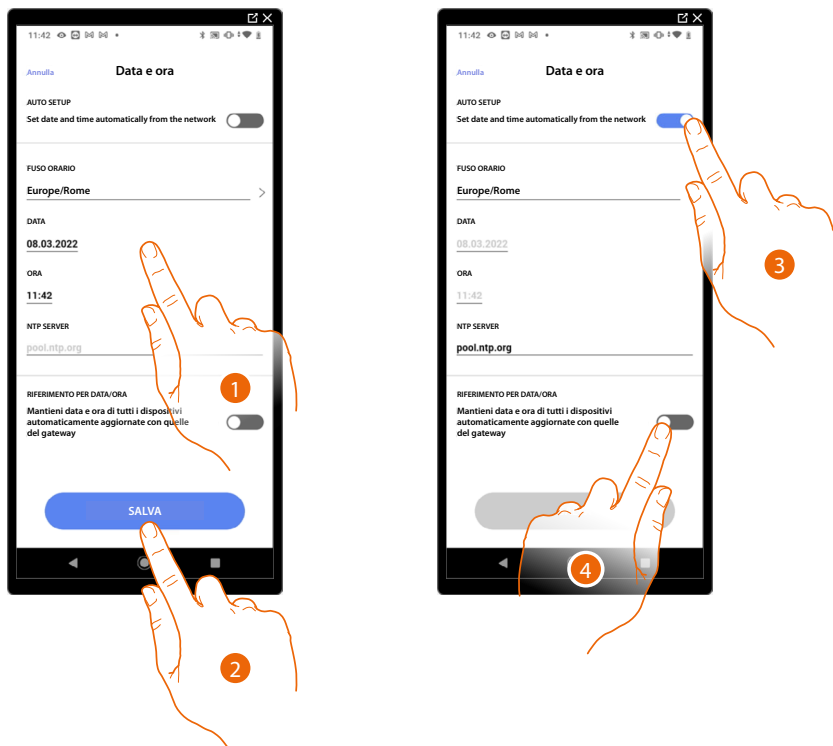 11:42
Annulla
Data e ora
AUTO SETUP
Set date and time automatically from the network
FUSO ORARIO
Europe/Rome
DATA
08.03.2022
ORA
11:42
NTP SERVER
pool.ntp.org
RIFERIMENTO PER DATA/ORA
Mantieni data e ora di tutti i dispositivi
automaticamente aggiornate con quelle
del gateway
SALVA
1
2
11:42
Annulla
Data e ora
AUTO SETUP
Set date and time automatically from the network
FUSO ORARIO
Europe/Rome
DATA
08.03.2022
ORA
11:42
NTP SERVER
pool.ntp.org
RIFERIMENTO PER DATA/ORA
Mantieni data e ora di tutti i dispositivi
automaticamente aggiornate con quelle
del gateway
3
4